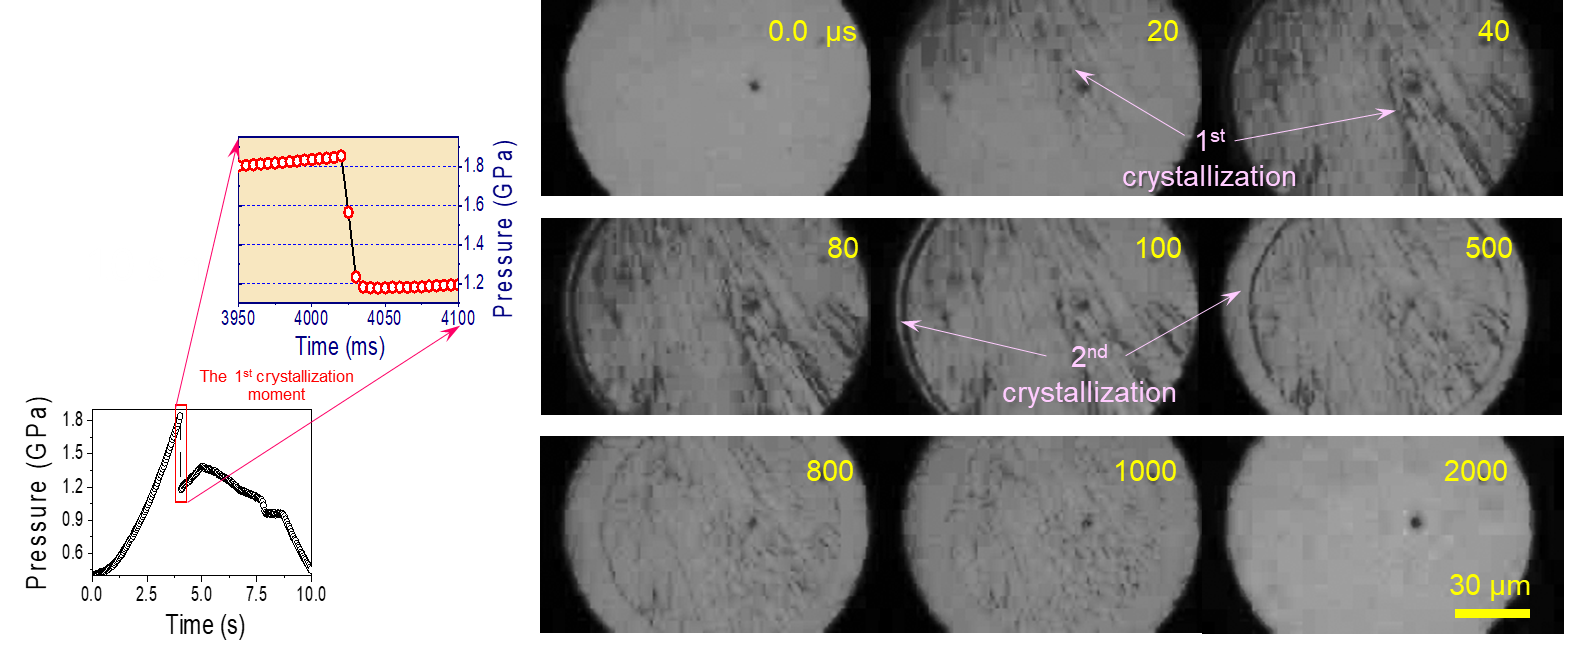 1.8
1.6
1.4
1.2
Pressure (GPa)
3950 4000 4050 4100
Time (ms)
The 1st crystallization
moment
1.8
1.5
1.2
0.9
0.6
Pressure (GPa)
0.0 2.5 5.0 7.5 10.0
Time (s)
0.0 µs
20
40
1st
crystallization
80
100
500
2nd
crystallization
800
1000
2000
30 µm